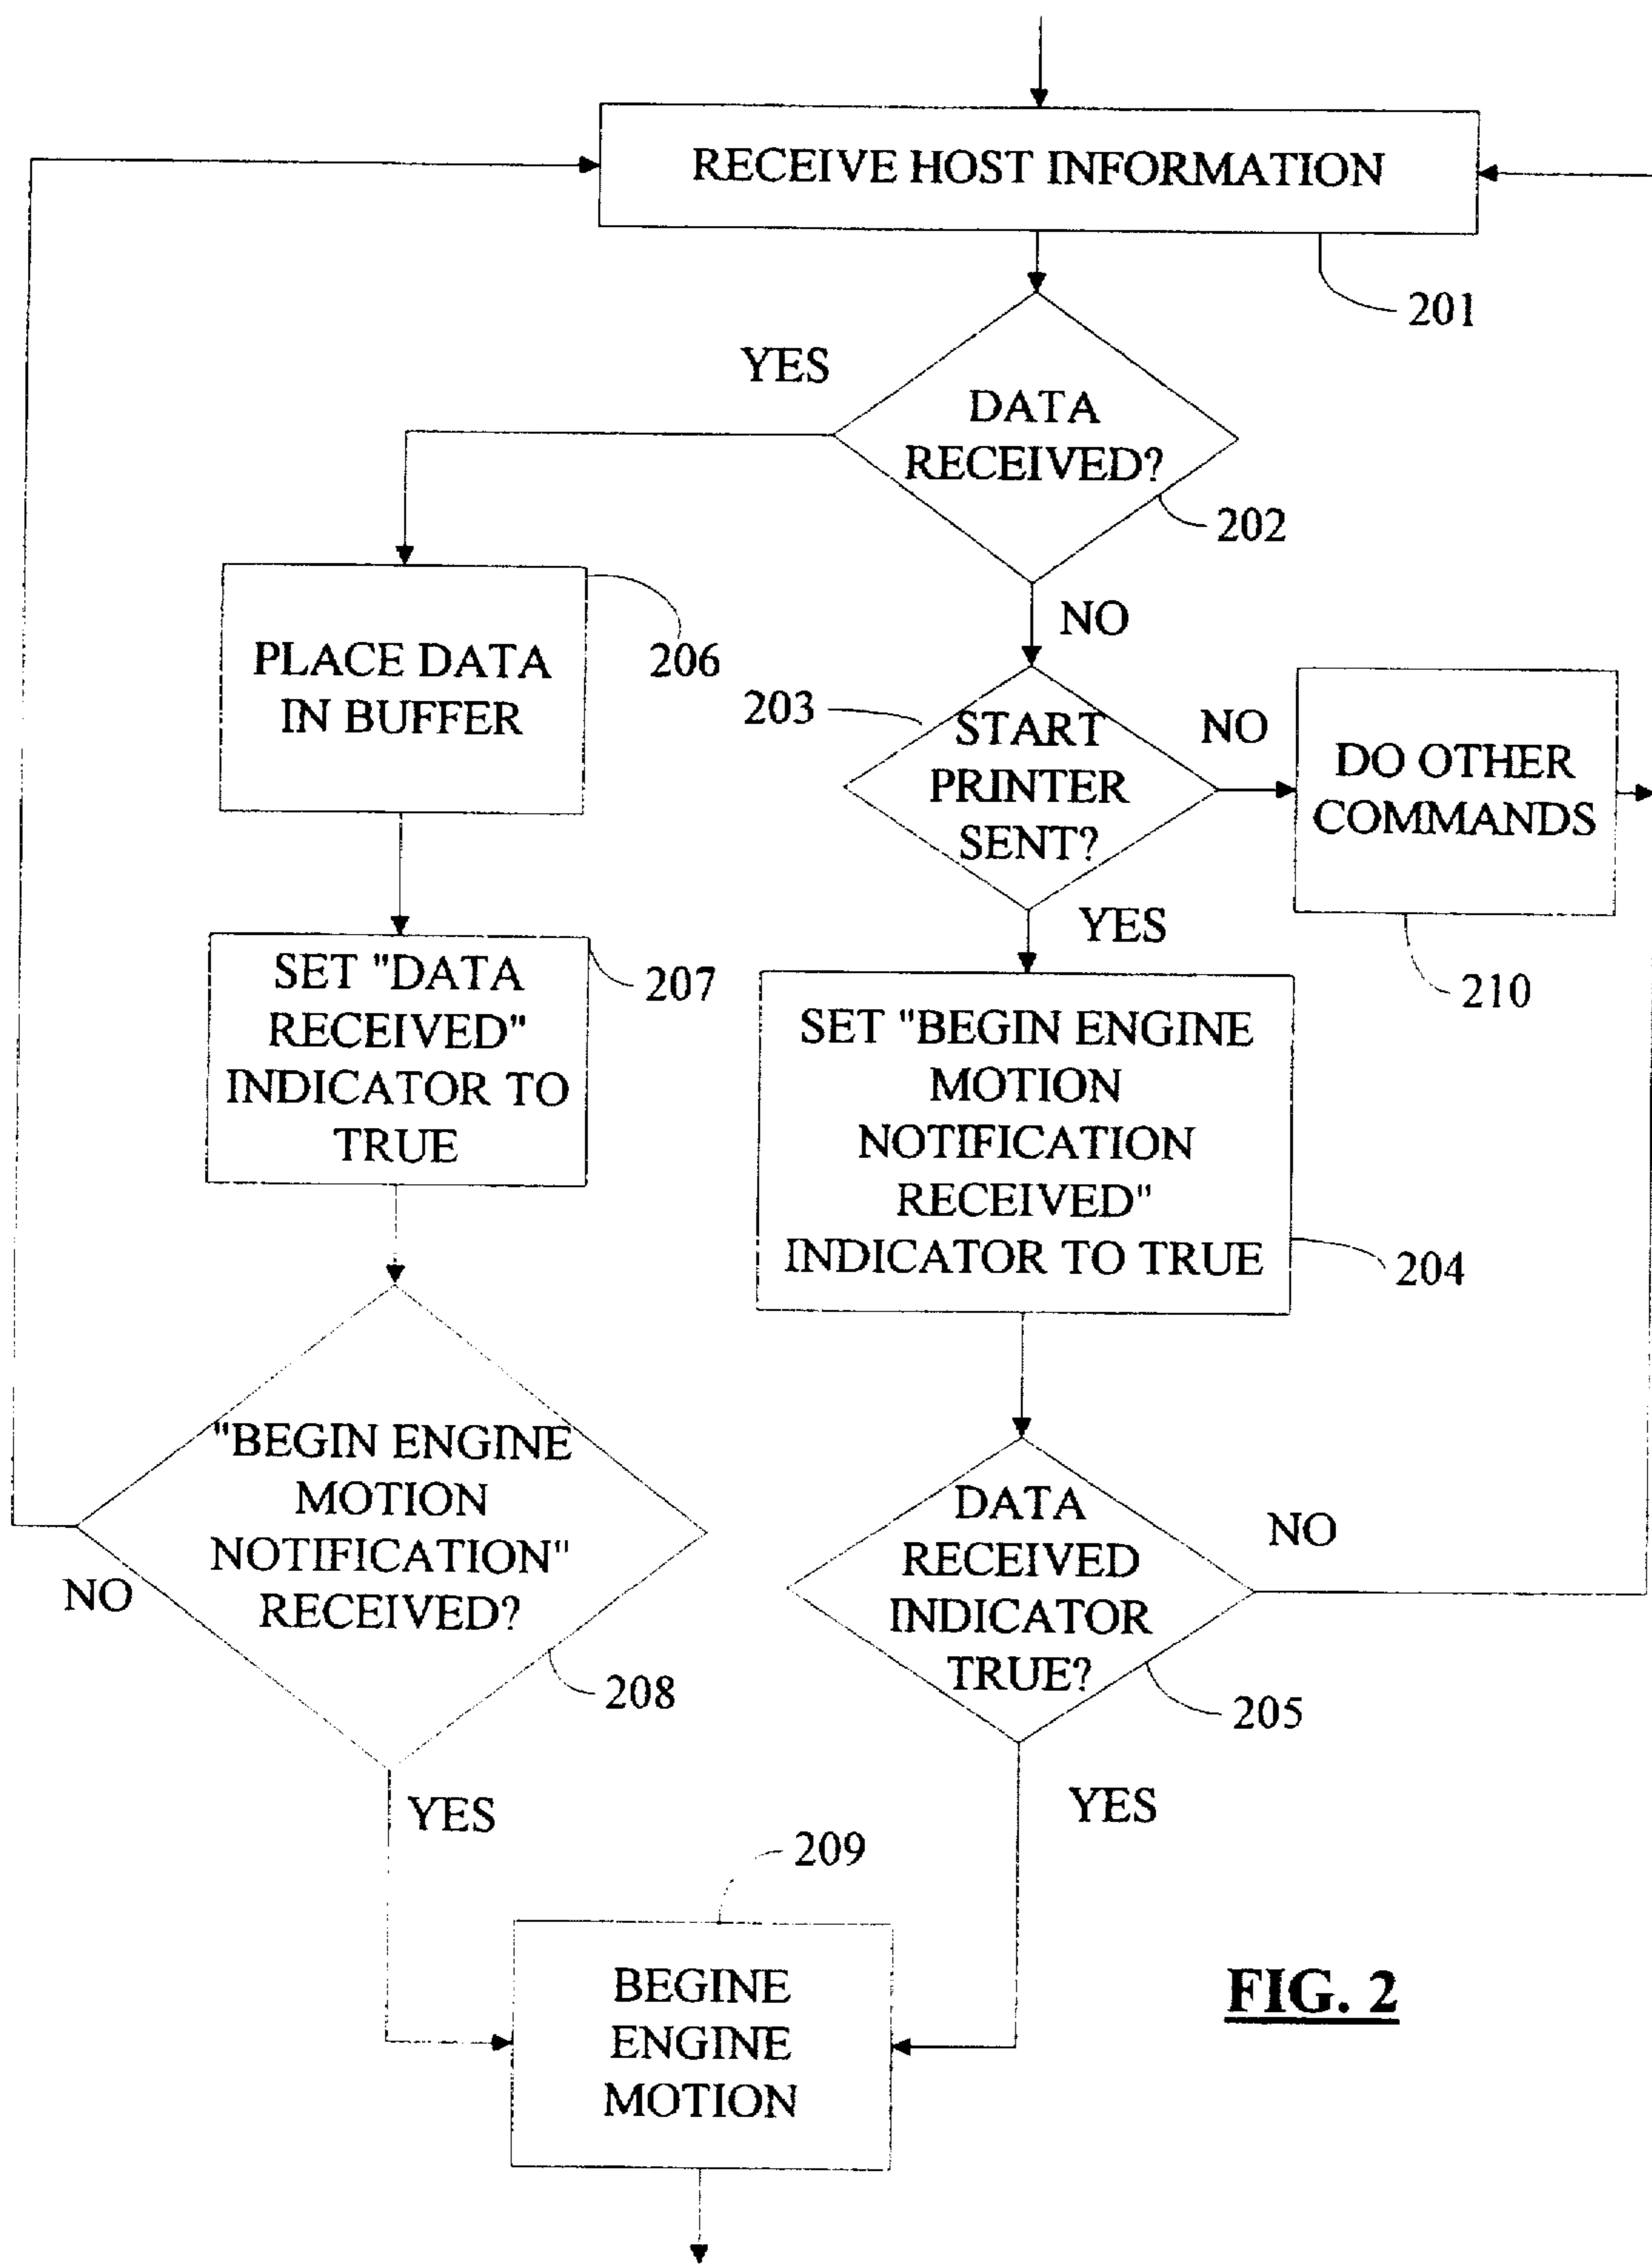 RECEIVE HOST INFORMATION
201
YES
DATA
RECEIVED?
202
NO
PLACE DATA
IN BUFFER
206
203
START
PRINTER
SENT?
NO
DO OTHER
COMMANDS
210
YES
SET "DATA
RECEIVED"
INDICATOR TO
TRUE
207
SET "BEGIN ENGINE
MOTION
NOTIFICATION
RECEIVED"
INDICATOR TO TRUE
204
"BEGIN ENGINE
MOTION
NOTIFICATION"
RECEIVED?
NO
208
DATA
RECEIVED
INDICATOR
TRUE?
NO
205
YES
YES
209
BEGINE
ENGINE
MOTION
FIG. 2